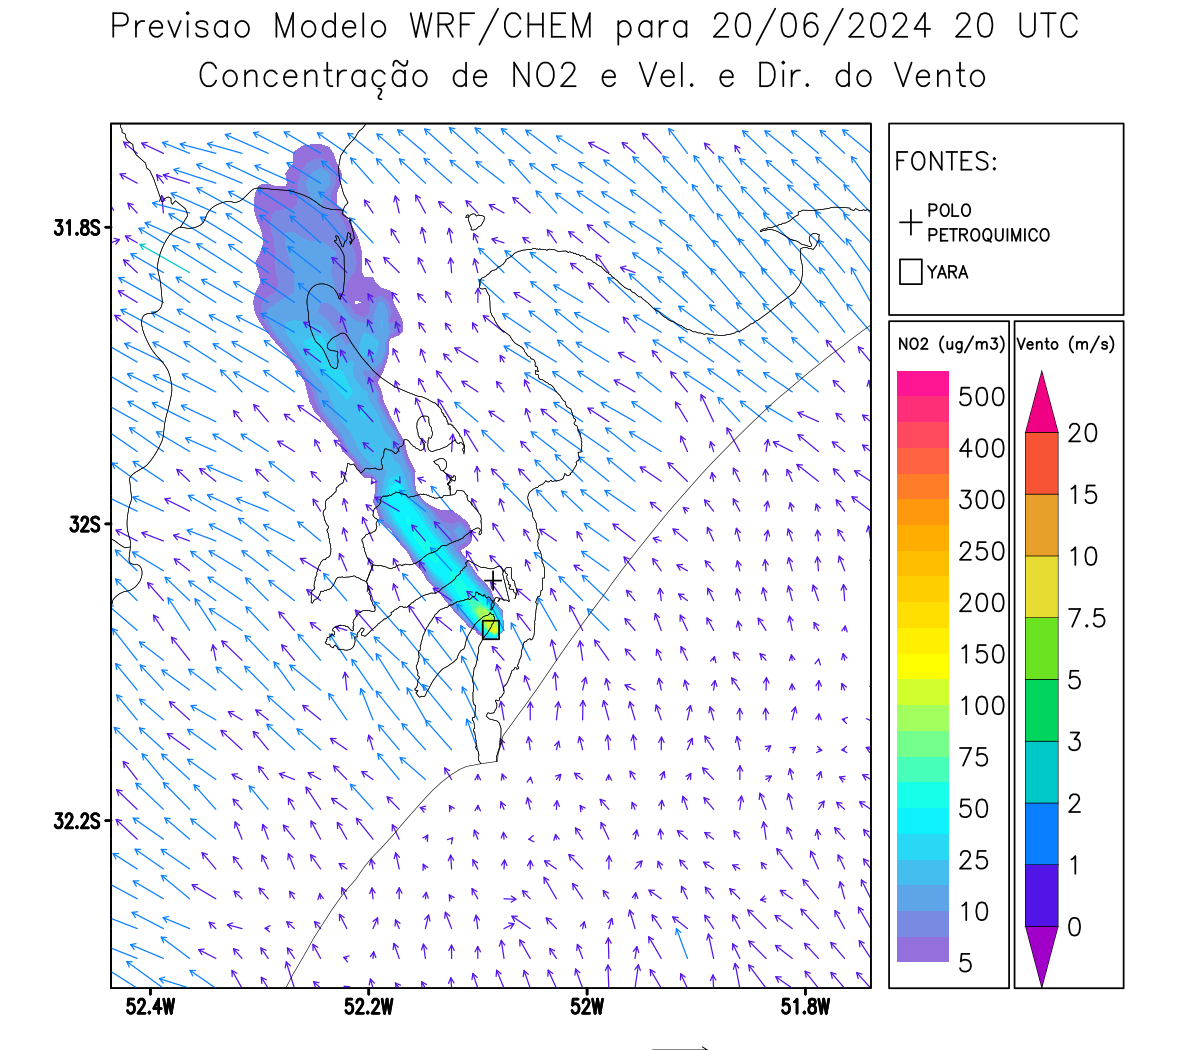 Previsao Modelo WRF/CHEM para 20/06/2024 20 UTC
Concentração de NO2 e Vel. e Dir. do Vento
FONTES:
POLO
PETROQUIMICO
YARA
NO2 (ug/m3)
500
400
300
250
200
150
100
75
50
25
10
5
Vento (m/s)
20
15
10
7.5
5
3
2
1
0
31.8S
32S
32.2S
52.4W
52.2W
52W
51.8W